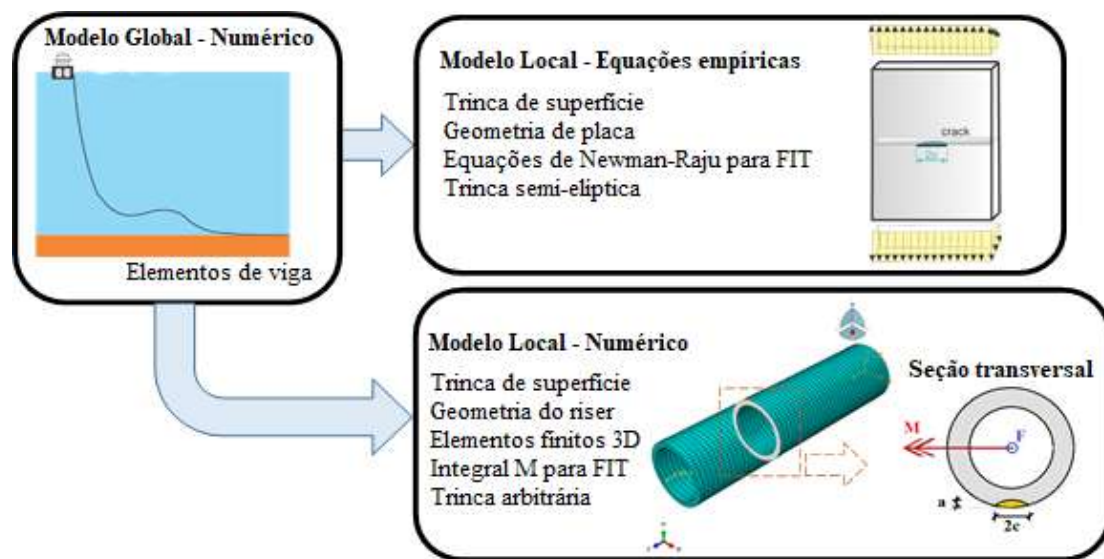 Modelo Global - Numérico
Elementos de viga
Modelo Local - Equações empíricas
Trinca de superfície
Geometria de placa
Equações de Newman-Raju para FIT
Trinca semi-elíptica
crack
Modelo Local - Numérico
Trinca de superfície
Geometria do riser
Elementos finitos 3D
Integral M para FIT
Trinca arbitrária
Seção transversal
M
F
a
2c